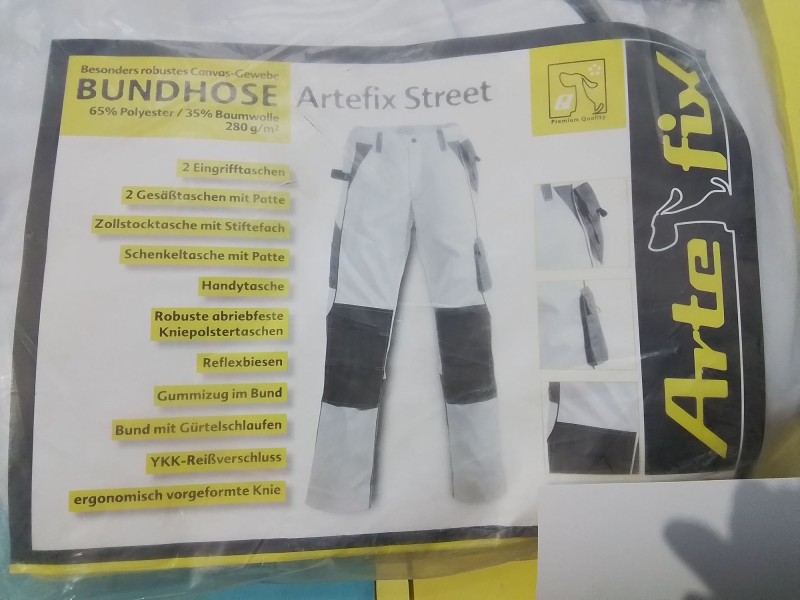 Besonders robustes Canvas-Gewebe
BUNDHOSE
65% Polyester / 35% Baumwolle
280 g/m²
Artefix Street
Premium Quality
2 Eingrifftaschen
2 Gesäßtaschen mit Patte
Zollstocktasche mit Stiftefach
Schenkeltasche mit Patte
Handytasche
Robuste abriebfeste
Kniepolstertaschen
Reflexbiesen
Gummizug im Bund
Bund mit Gürtelschlaufen
YKK-Reißverschluss
ergonomisch vorgeformte Knie
Artefix